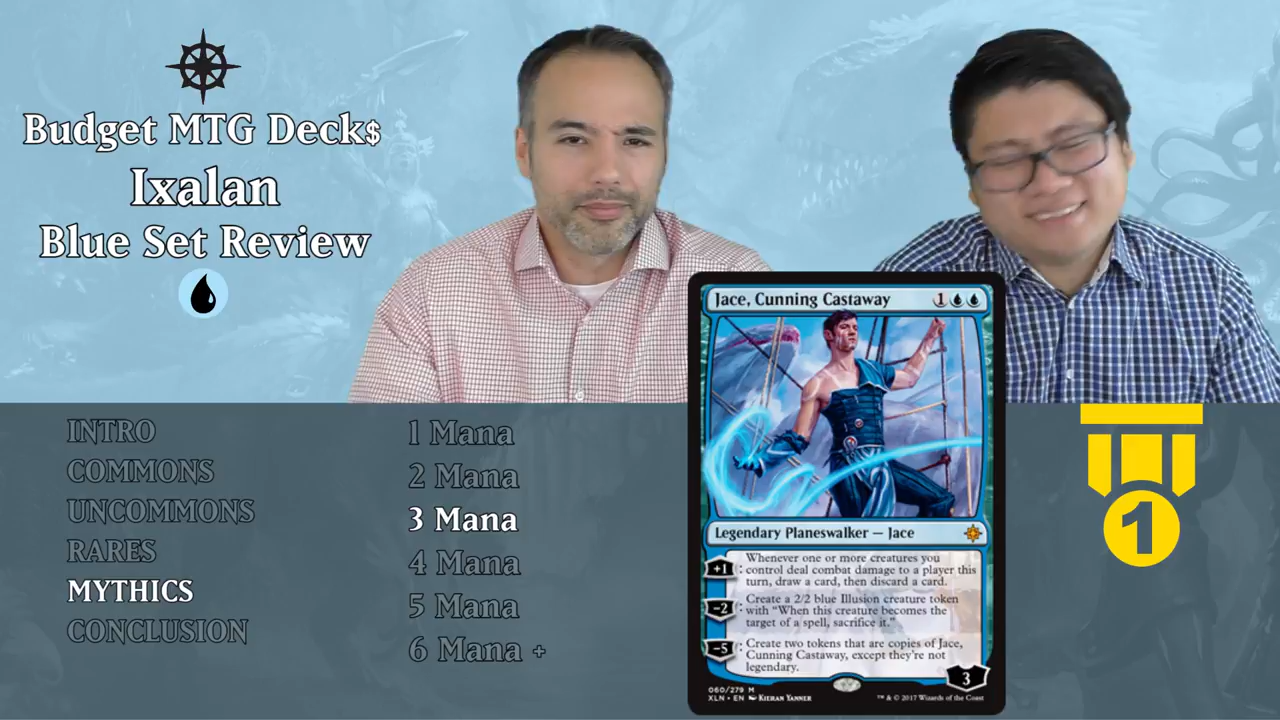 Budget MTG Deck$
Ixalan
Blue Set Review
INTRO
COMMONS
UNCOMMONS
RARES
MYTHICS
CONCLUSION
1 Mana
2 Mana
3 Mana
4 Mana
5 Mana
6 Mana +
Jace, Cunning Castaway 1
Legendary Planeswalker — Jace
+1: Whenever one or more creatures you
control deal combat damage to a player this
turn, draw a card, then discard a card.
-2: Create a 2/2 blue Illusion creature token
with “When this creature becomes the
target of a spell, sacrifice it.”
-5: Create two tokens that are copies of Jace,
Cunning Castaway, except they're not
legendary.
3
060/279 M
XLN • EN KIERAN YANNER
™ & © 2017 Wizards of the Coast
1